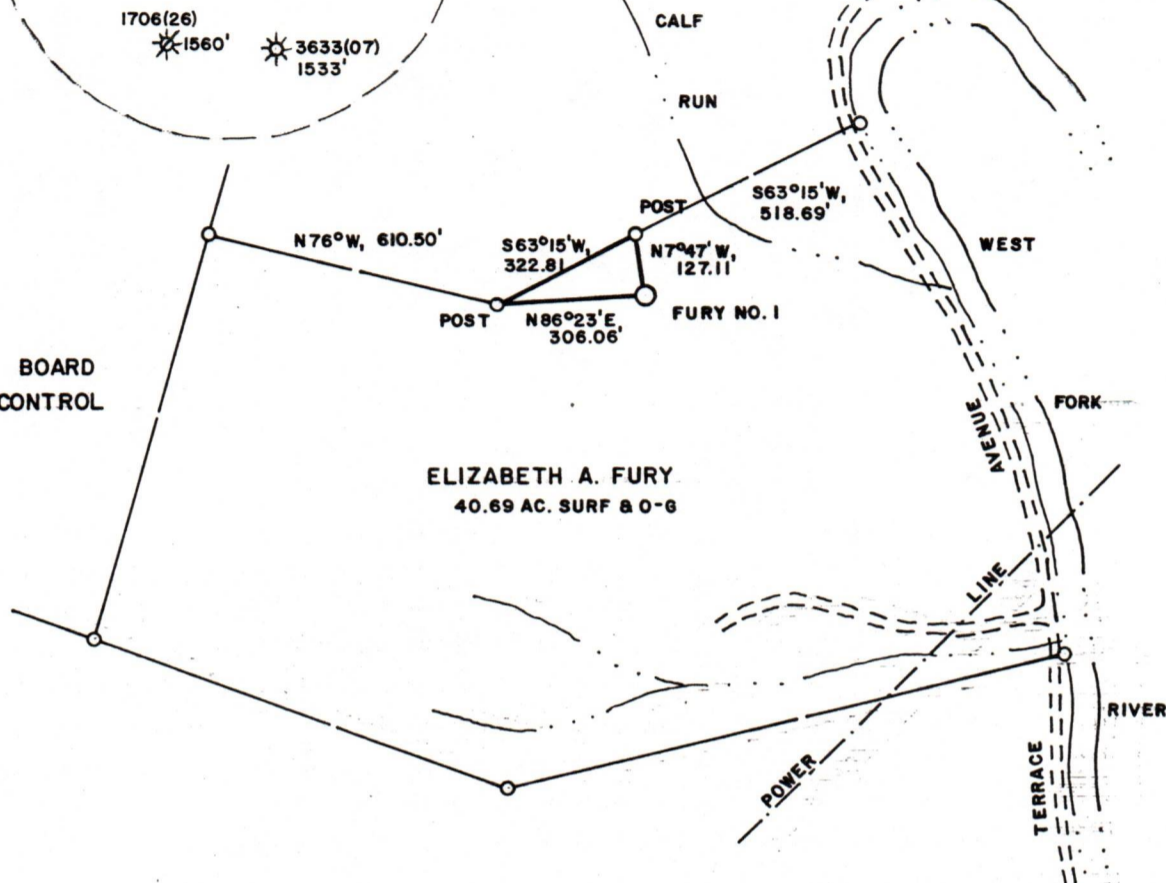 1706(26)
1560'
3633(07)
1533'
CALF
RUN
S63°15'W,
518.69'
POST
N76°W, 610.50'
S63°15'W,
322.81
N7°47'W,
127.11
WEST
POST
N86°23'E
306.06'
FURY NO. 1
BOARD
CONTROL
FORK
AVENUE
ELIZABETH A. FURY
40.69 AC. SURF & O-G
LINE
RIVER
POWER
TERRACE